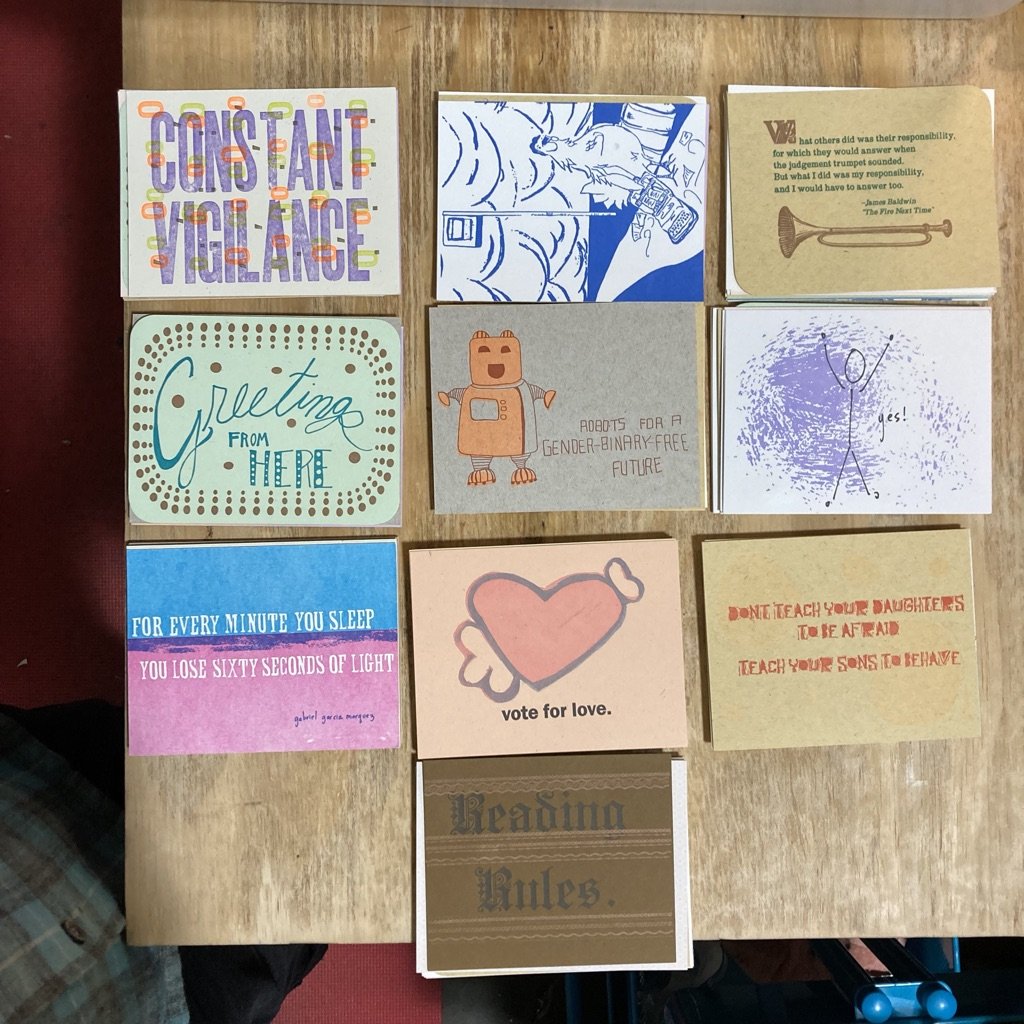 CONSTANT
VIGILANCE
What others did was their responsibility,
for which they would answer when
the judgement trumpet sounded.
But what I did was my responsibility,
and I would have to answer too.
-James Baldwin
"The Fire Next Time"
Greetings
FROM
HERE
ROBOTS FOR A
GENDER-BINARY-FREE
FUTURE
yes!
FOR EVERY MINUTE YOU SLEEP
YOU LOSE SIXTY SECONDS OF LIGHT
gabriel garcia marquez
vote for love.
DONT TEACH YOUR DAUGHTERS
TO BE AFRAID
TEACH YOUR SONS TO BEHAVE
Reading
Rules.